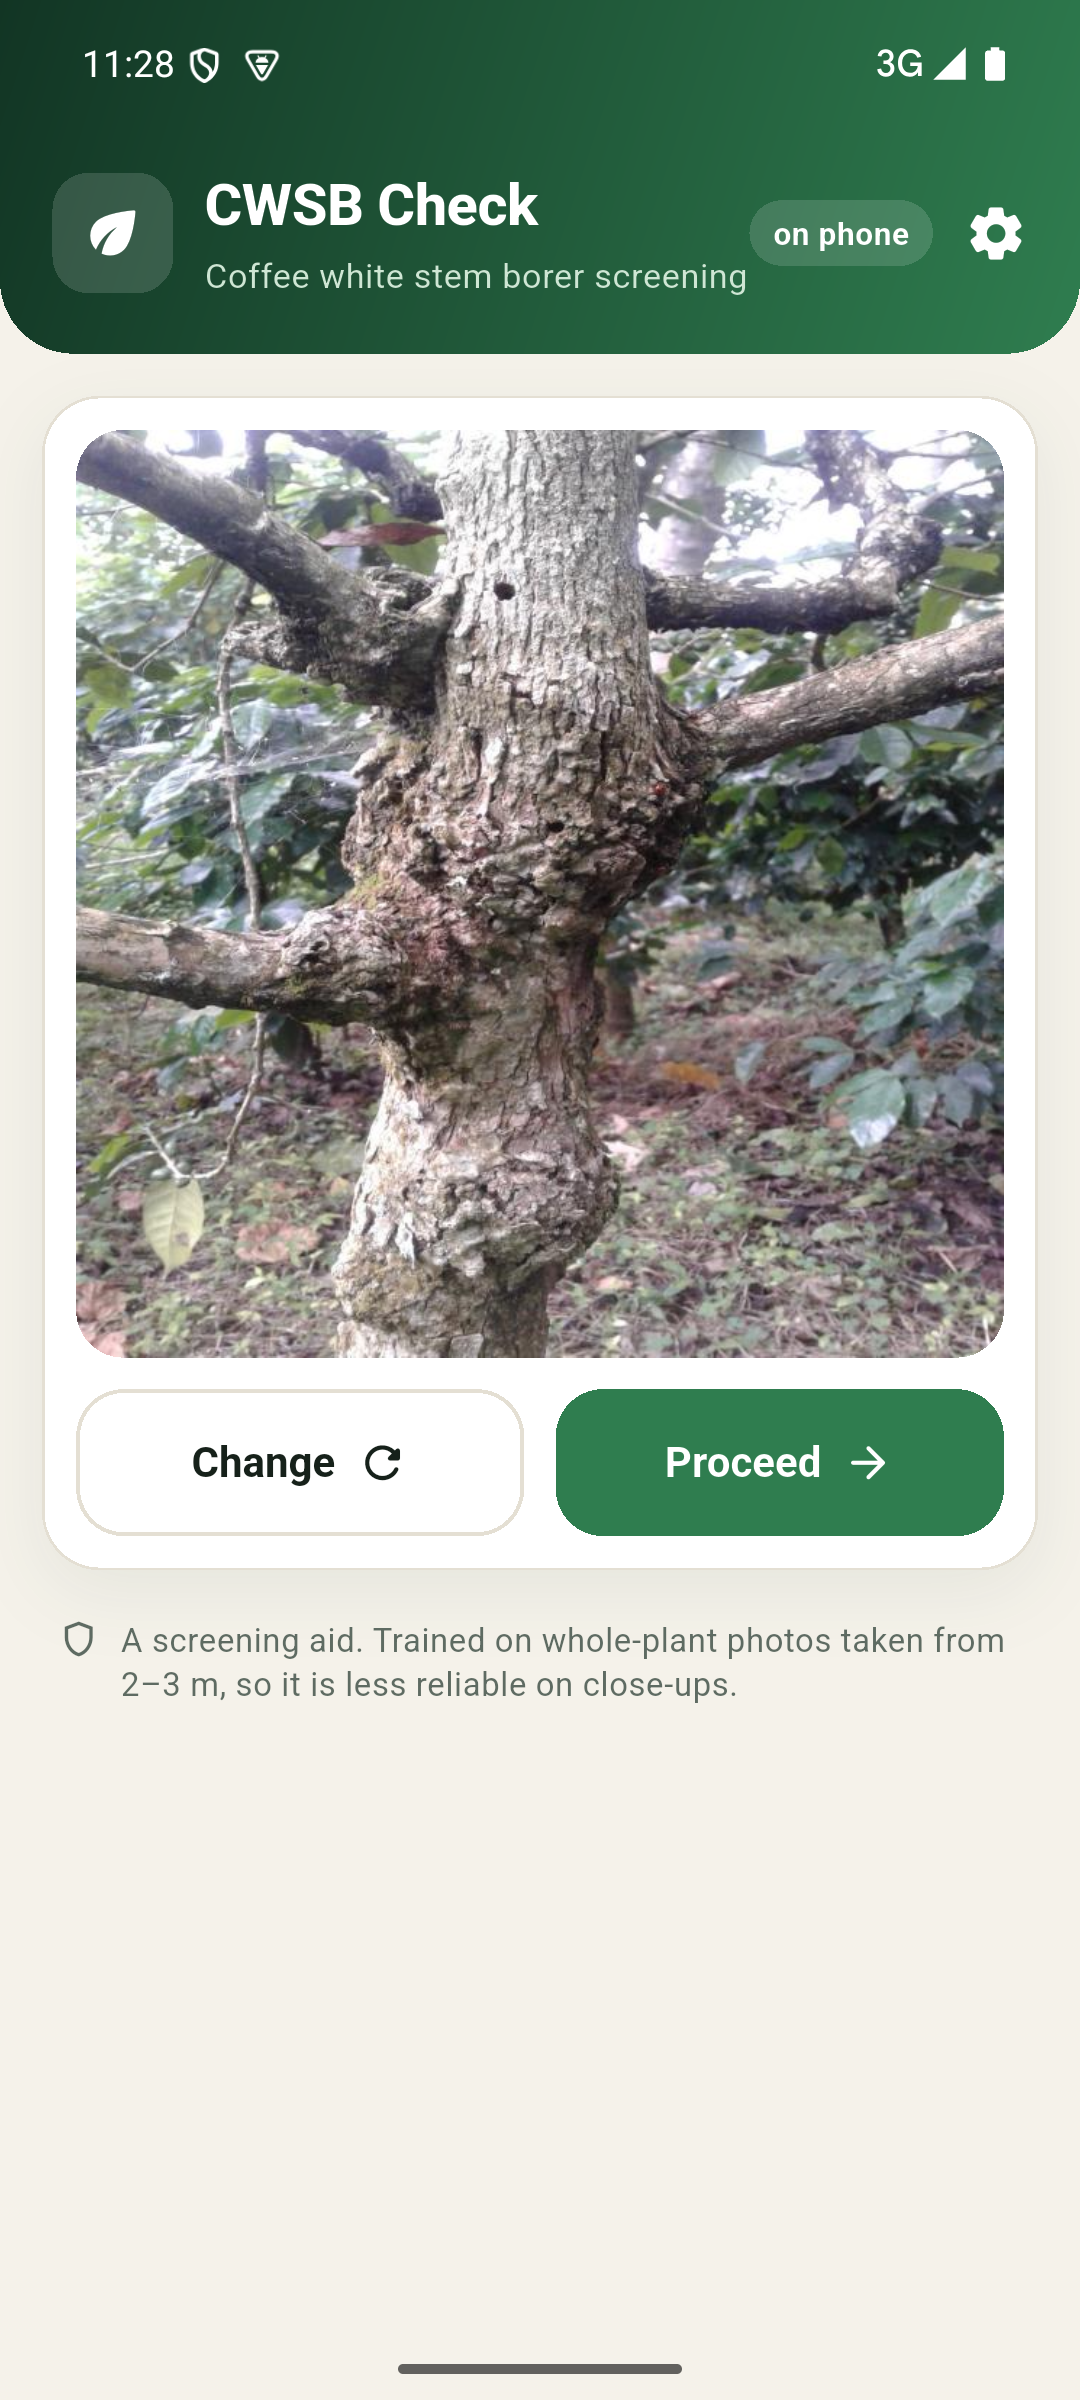 11:28
3G
CWSB Check
Coffee white stem borer screening
on phone
Change
Proceed
A screening aid. Trained on whole-plant photos taken from
2–3 m, so it is less reliable on close-ups.